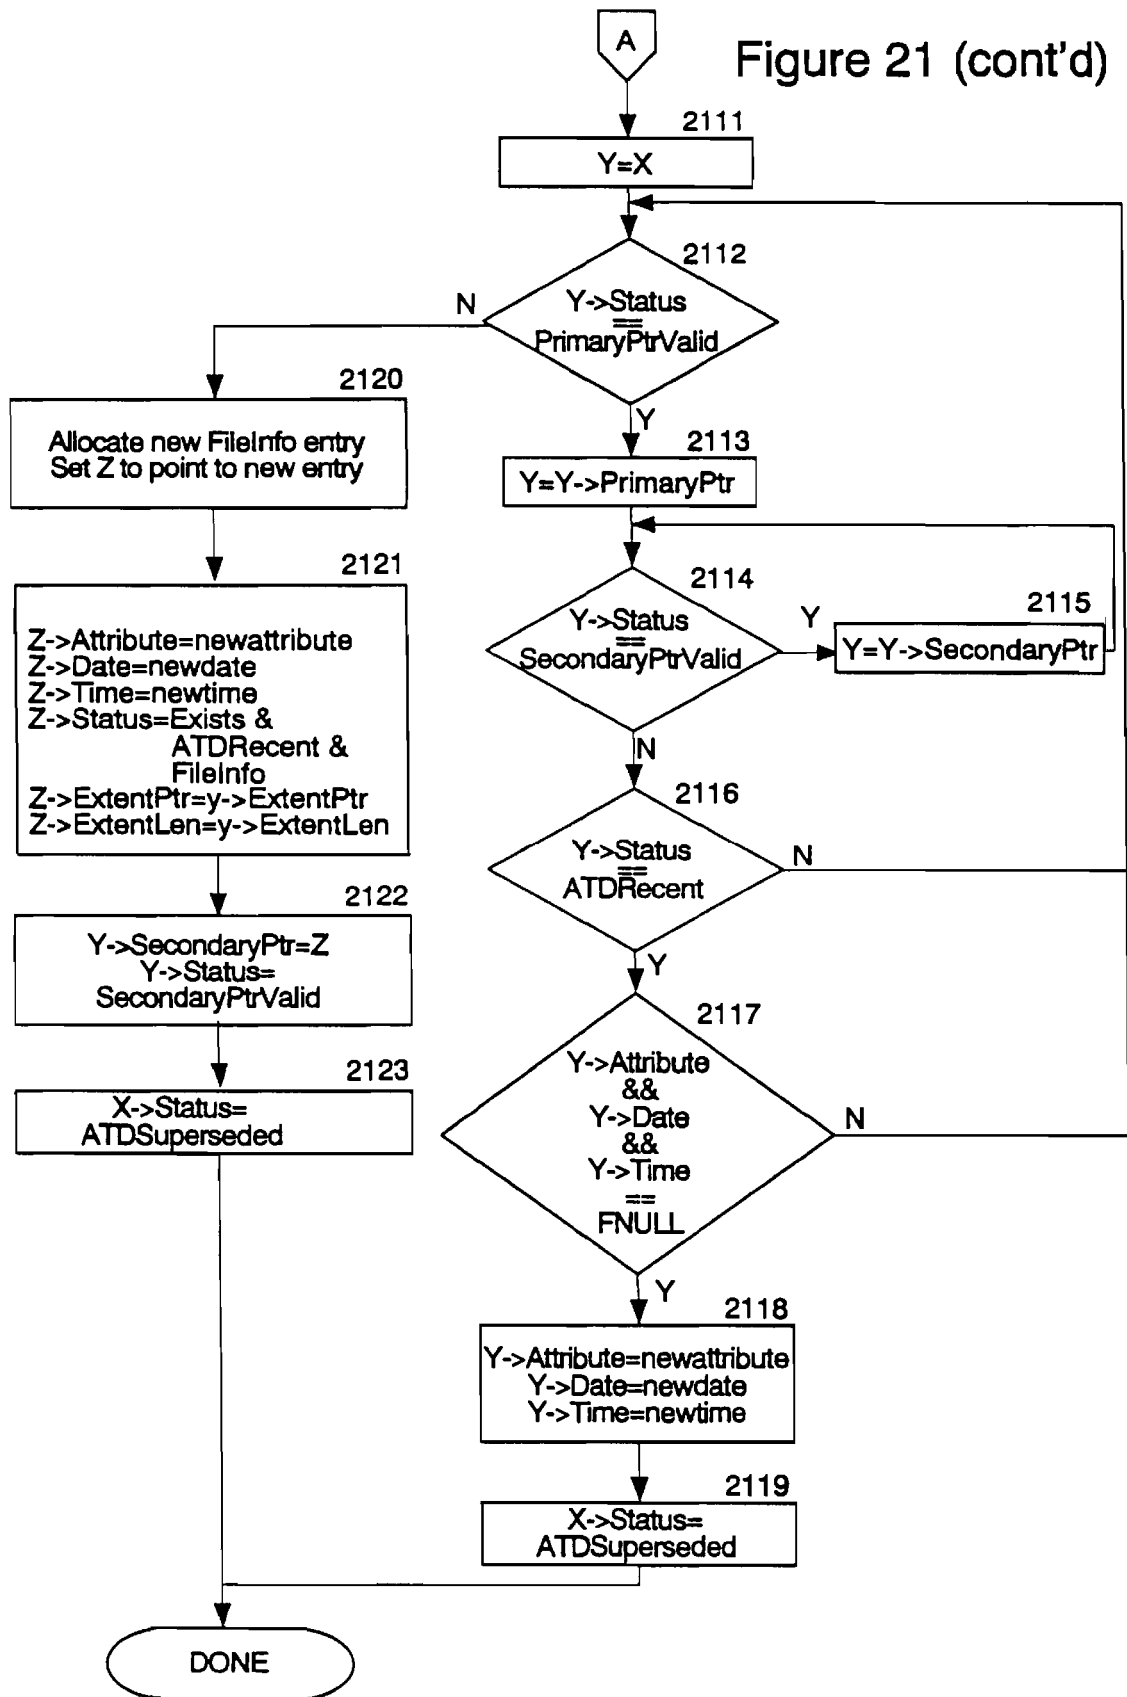 A
Figure 21 (cont'd)
2111
Y=X
2112
Y->Status
==
PrimaryPtrValid
N
Y
2120
Allocate new FileInfo entry
Set Z to point to new entry
2113
Y=Y->PrimaryPtr
2121
Z->Attribute=newattribute
Z->Date=newdate
Z->Time=newtime
Z->Status=Exists &
ATDRecent &
FileInfo
Z->ExtentPtr=y->ExtentPtr
Z->ExtentLen=y->ExtentLen
2114
Y->Status
==
SecondaryPtrValid
Y
N
2115
Y=Y->SecondaryPtr
2116
Y->Status
==
ATDRecent
N
Y
2122
Y->SecondaryPtr=Z
Y->Status=
SecondaryPtrValid
2117
Y->Attribute
&&
Y->Date
&&
Y->Time
==
FNULL
N
Y
2123
X->Status=
ATDSuperseded
2118
Y->Attribute=newattribute
Y->Date=newdate
Y->Time=newtime
2119
X->Status=
ATDSuperseded
DONE